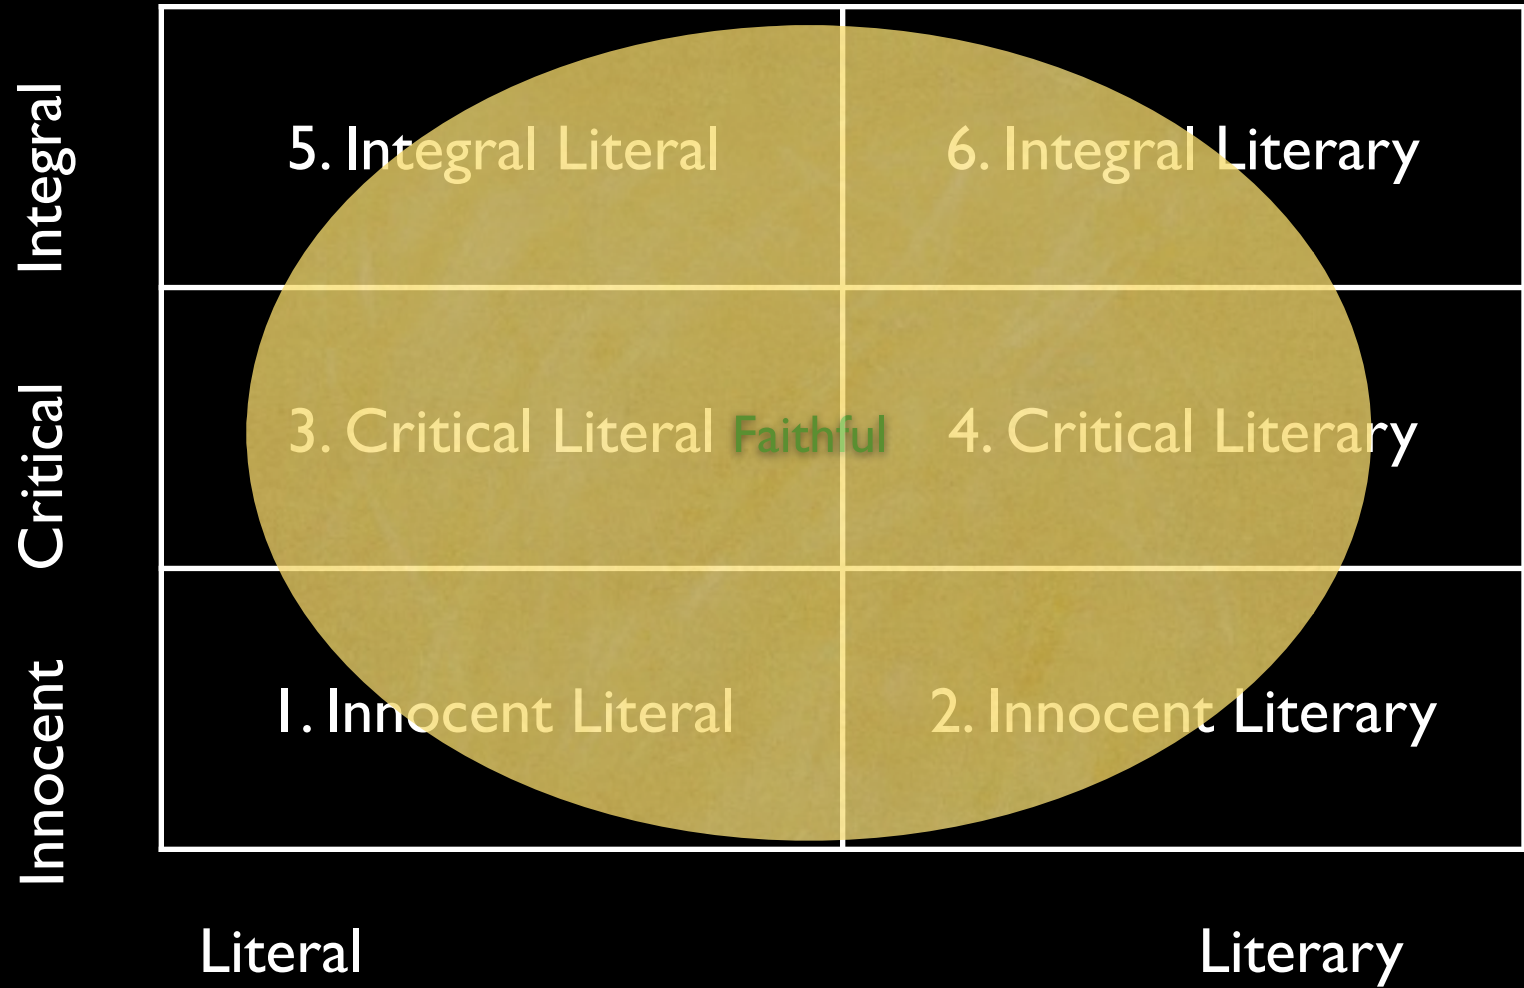 Integral
5. Integral Literal
6. Integral Literary
Critical
3. Critical Literal
Faithful
4. Critical Literary
Innocent
1. Innocent Literal
2. Innocent Literary
Literal
Literary